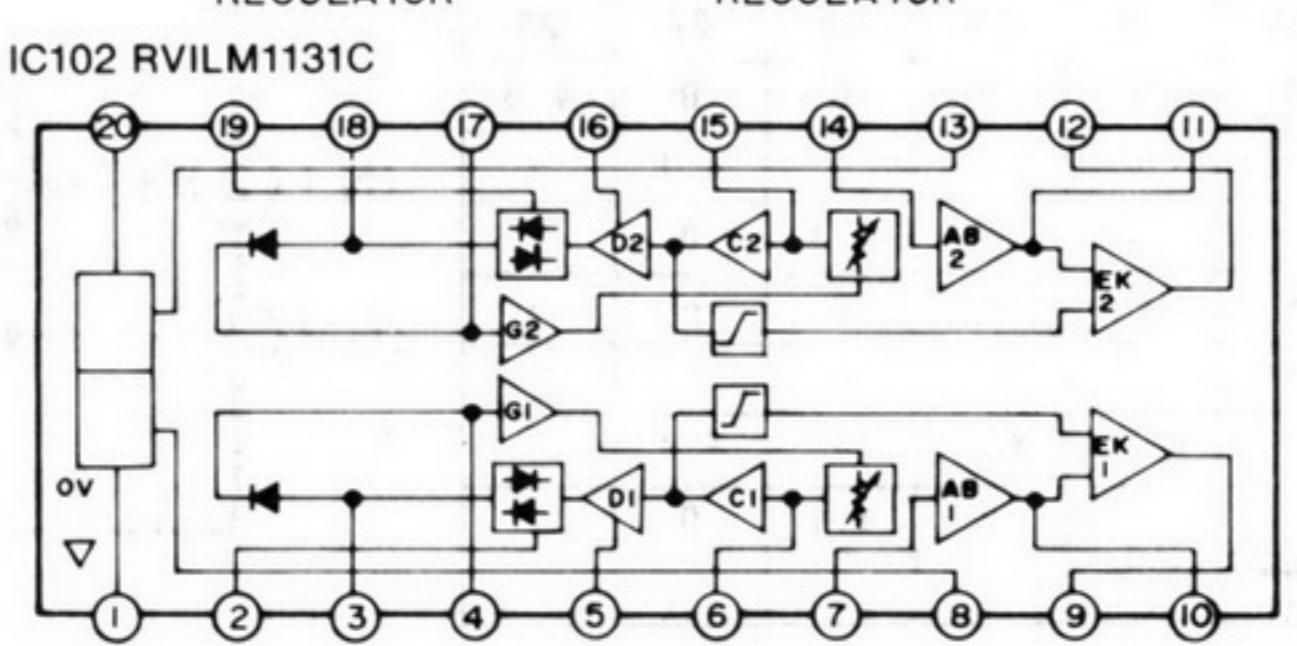 IC102 RVILM1131C
20 19 18 17 16 15 14 13 12 11
D2 C2 AB 2
EK 2
G2
G1
EK 1
OV D1 C1 AB 1
1 2 3 4 5 6 7 8 9 10